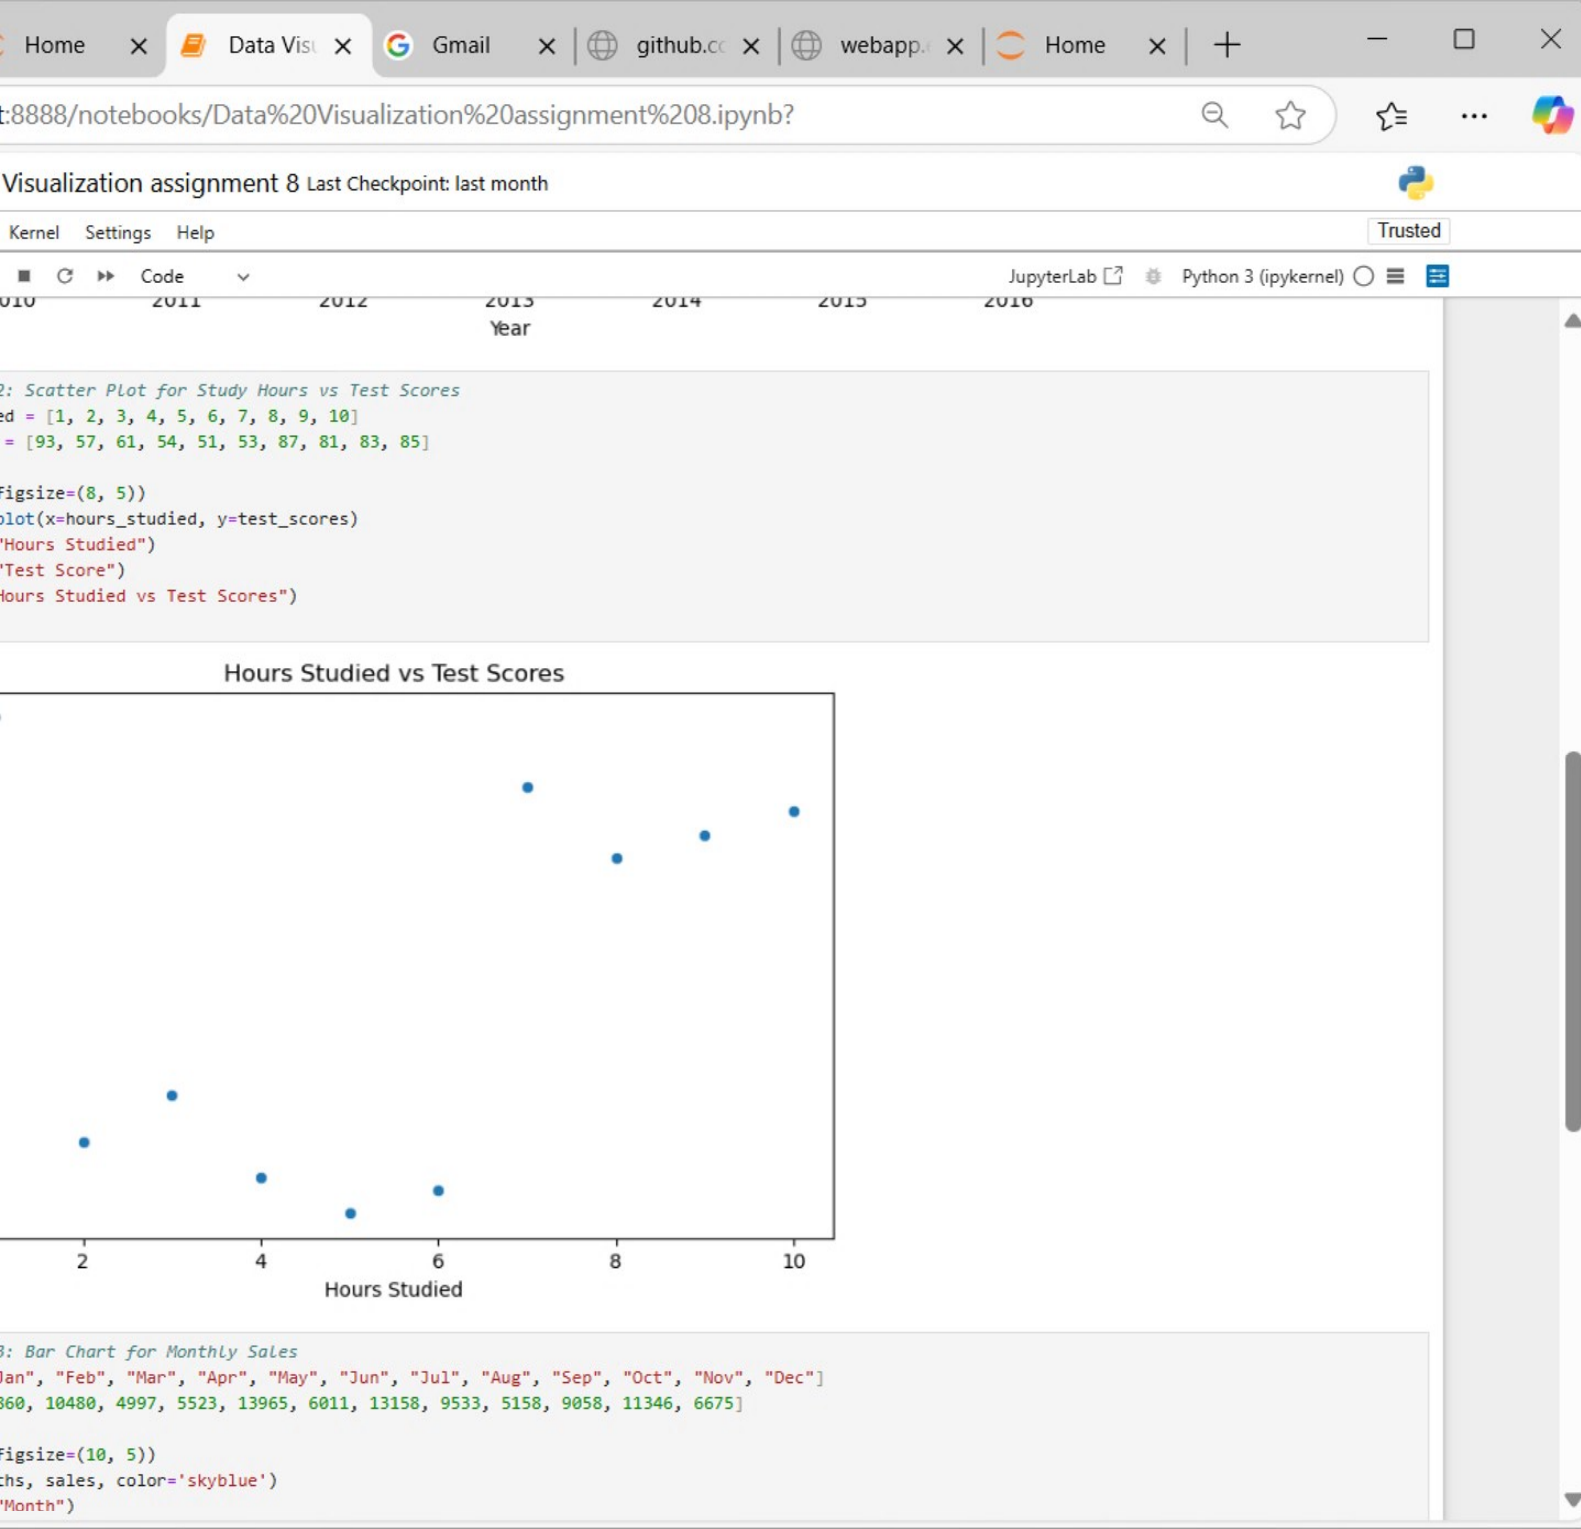 Home
Data Vis
Gmail
github.cc
webapp.
Home
t:8888/notebooks/Data%20Visualization%20assignment%208.ipynb?
Visualization assignment 8 Last Checkpoint: last month
Kernel Settings Help
Trusted
Code
JupyterLab
Python 3 (ipykernel)
010 2011 2012 2013 2014 2015 2016
Year
2: Scatter Plot for Study Hours vs Test Scores
ed = [1, 2, 3, 4, 5, 6, 7, 8, 9, 10]
= [93, 57, 61, 54, 51, 53, 87, 81, 83, 85]
figsize=(8, 5))
plot(x=hours_studied, y=test_scores)
"Hours Studied")
"Test Score")
Hours Studied vs Test Scores")
Hours Studied vs Test Scores
2 4 6 8 10
Hours Studied
3: Bar Chart for Monthly Sales
Jan", "Feb", "Mar", "Apr", "May", "Jun", "Jul", "Aug", "Sep", "Oct", "Nov", "Dec"]
860, 10480, 4997, 5523, 13965, 6011, 13158, 9533, 5158, 9058, 11346, 6675]
figsize=(10, 5))
ths, sales, color='skyblue')
"Month")